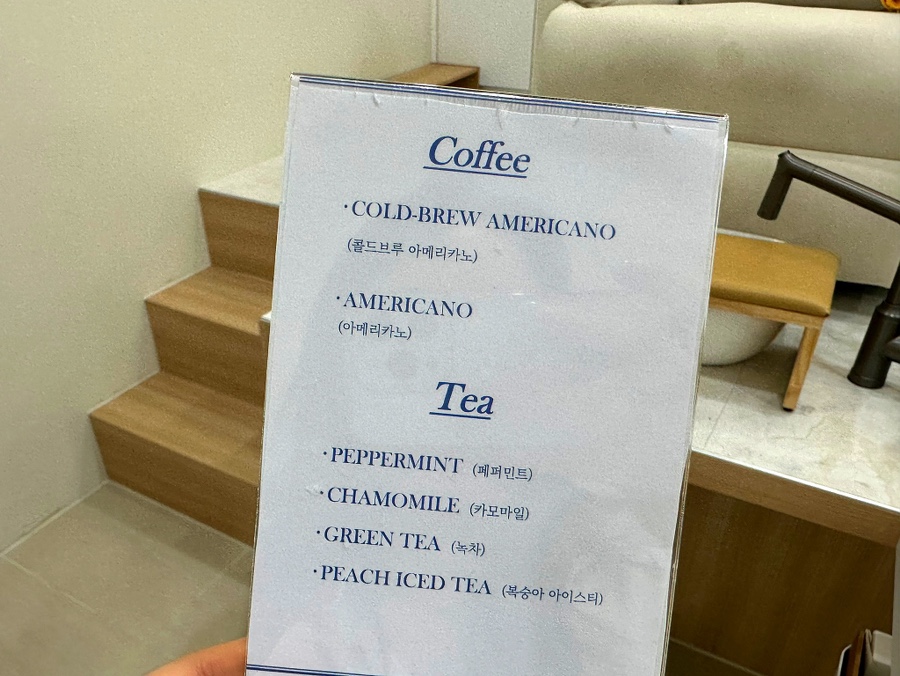 Coffee
·COLD-BREW AMERICANO
(콜드브루 아메리카노)
·AMERICANO
(아메리카노)
Tea
·PEPPERMINT (페퍼민트)
·CHAMOMILE (카모마일)
·GREEN TEA (녹차)
·PEACH ICED TEA (복숭아 아이스티)